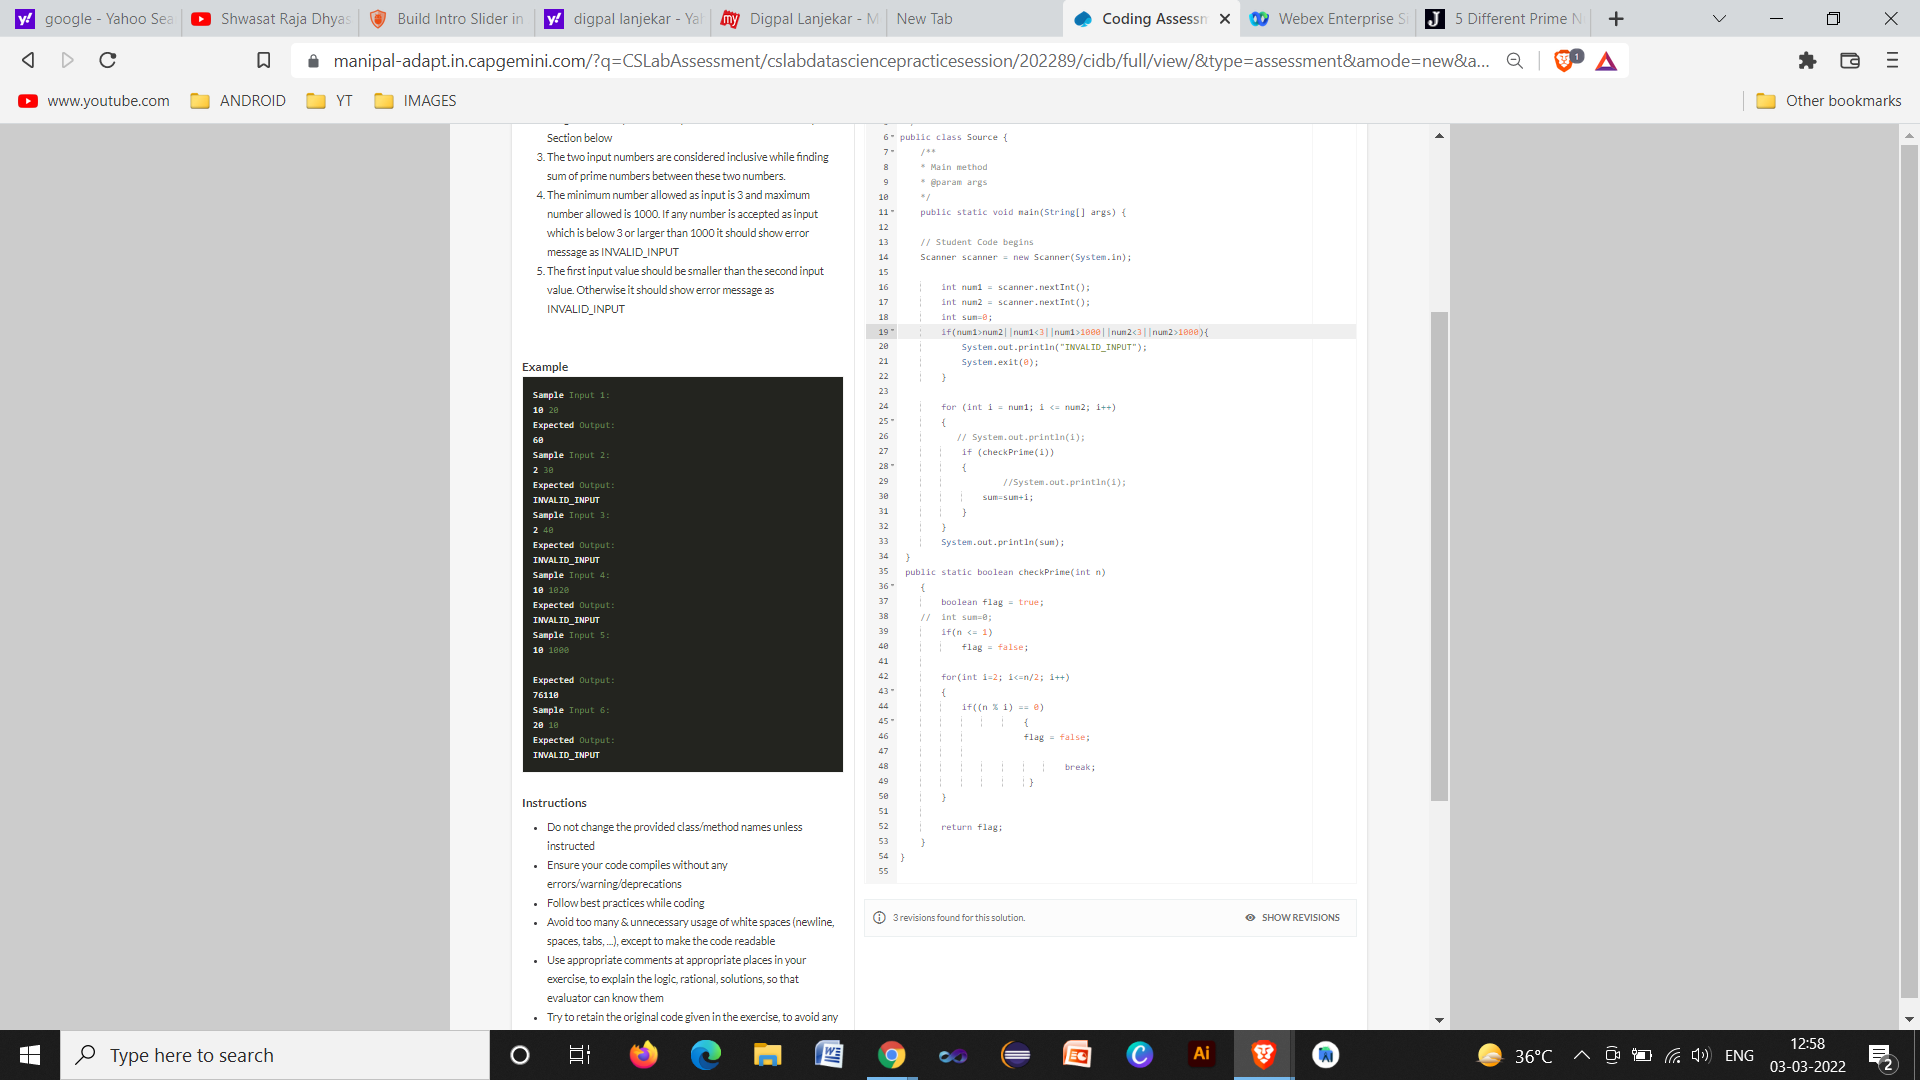 google - Yahoo Sea
Shwasat Raja Dhyas
Build Intro Slider in
digpal lanjekar - Yah
Digpal Lanjekar - M
New Tab
Coding Assessm
Webex Enterprise Si
5 Different Prime N
manipal-adapt.in.capgemini.com/?q=CSLabAssessment/cslabdatasciencepracticesession/202289/cidb/full/view/&type=assessment&amode=new&a...
1
www.youtube.com
ANDROID
YT
IMAGES
Other bookmarks
Section below
3. The two input numbers are considered inclusive while finding
sum of prime numbers between these two numbers.
4. The minimum number allowed as input is 3 and maximum
number allowed is 1000. If any number is accepted as input
which is below 3 or larger than 1000 it should show error
message as INVALID_INPUT
5. The first input value should be smaller than the second input
value. Otherwise it should show error message as
INVALID_INPUT
Example
Sample Input 1:
10 20
Expected Output:
60
Sample Input 2:
2 30
Expected Output:
INVALID_INPUT
Sample Input 3:
2 40
Expected Output:
INVALID_INPUT
Sample Input 4:
10 1020
Expected Output:
INVALID_INPUT
Sample Input 5:
10 1000
Expected Output:
76110
Sample Input 6:
20 10
Expected Output:
INVALID_INPUT
Instructions
• Do not change the provided class/method names unless
instructed
• Ensure your code compiles without any
errors/warning/deprecations
• Follow best practices while coding
• Avoid too many & unnecessary usage of white spaces (newline,
spaces, tabs, ...), except to make the code readable
• Use appropriate comments at appropriate places in your
exercise, to explain the logic, rational, solutions, so that
evaluator can know them
• Try to retain the original code given in the exercise, to avoid any
6 public class Source {
7 /**
8 * Main method
9 * @param args
10 */
11 public static void main(String[] args) {
12
13 // Student Code begins
14 Scanner scanner = new Scanner(System.in);
15
16 int num1 = scanner.nextInt();
17 int num2 = scanner.nextInt();
18 int sum=0;
19 if(num1>num2||num1<3||num1>1000||num2<3||num2>1000){
20 System.out.println("INVALID_INPUT");
21 System.exit(0);
22 }
23
24 for (int i = num1; i <= num2; i++)
25 {
26 // System.out.println(i);
27 if (checkPrime(i))
28 {
29 //System.out.println(i);
30 sum=sum+i;
31 }
32 }
33 System.out.println(sum);
34 }
35 public static boolean checkPrime(int n)
36 {
37 boolean flag = true;
38 // int sum=0;
39 if(n <= 1)
40 flag = false;
41
42 for(int i=2; i<=n/2; i++)
43 {
44 if((n % i) == 0)
45 {
46 flag = false;
47
48 break;
49 }
50 }
51
52 return flag;
53 }
54 }
55
3 revisions found for this solution.
SHOW REVISIONS
Type here to search
36°C
ENG
12:58
03-03-2022
2